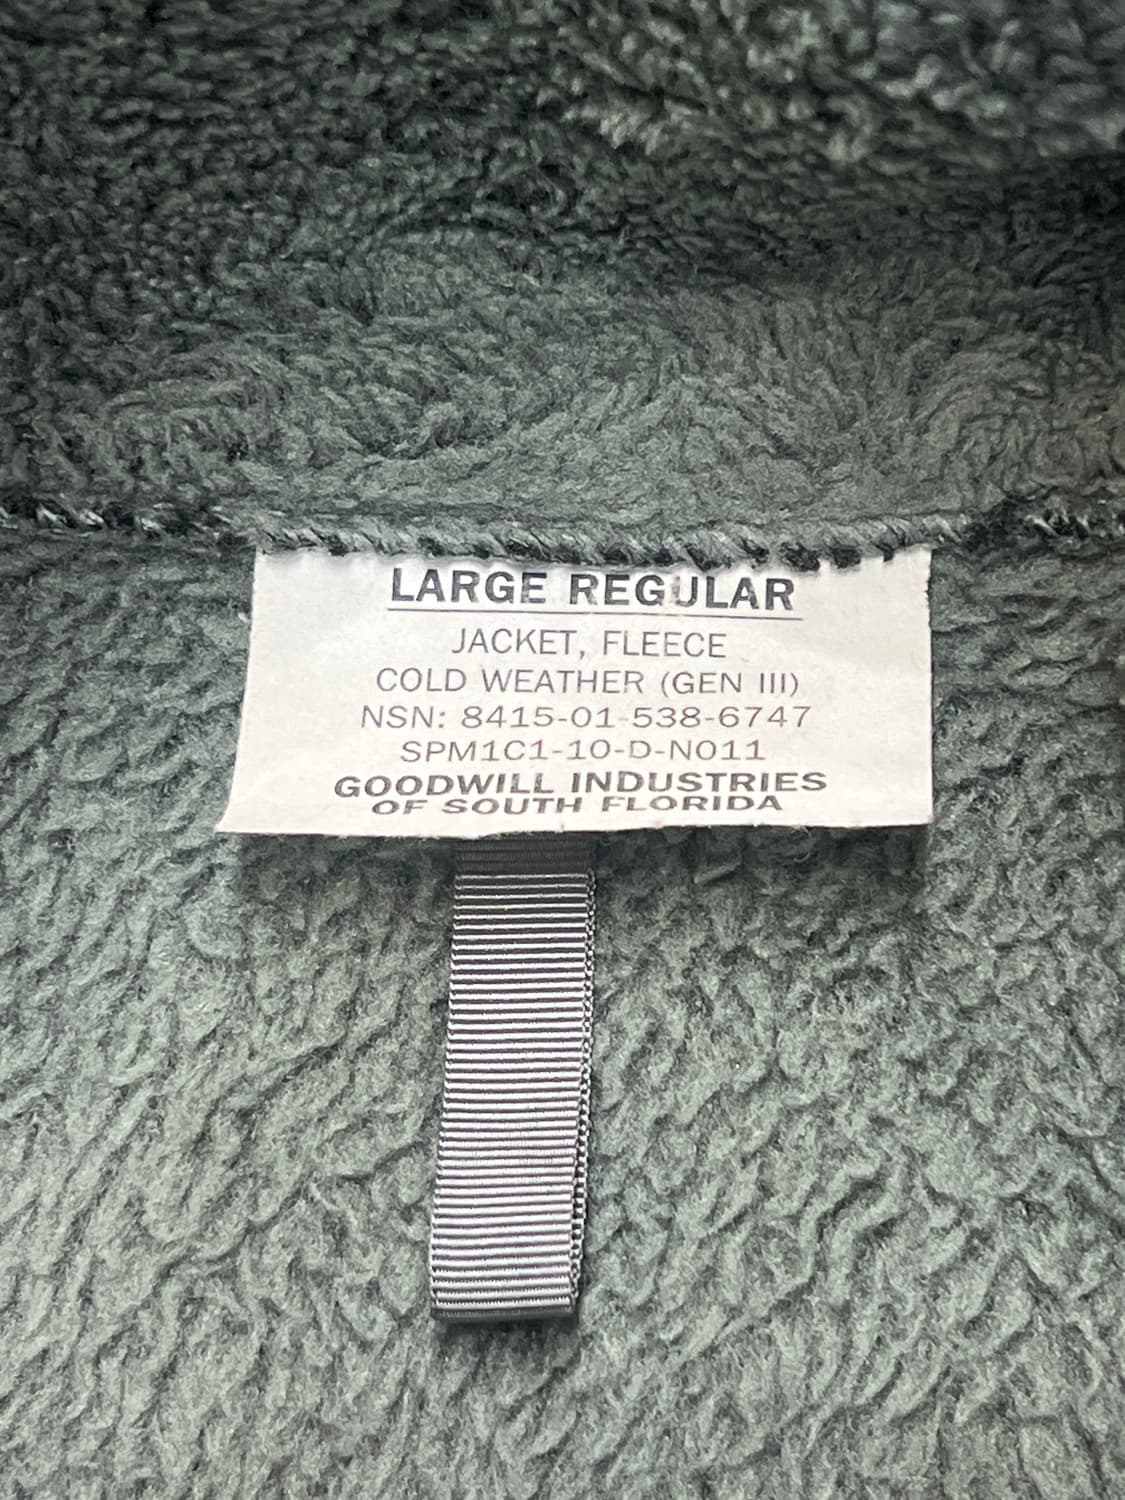 LARGE REGULAR
JACKET, FLEECE
COLD WEATHER (GEN III)
NSN: 8415-01-538-6747
SPM1C1-10-D-N011
GOODWILL INDUSTRIES
OF SOUTH FLORIDA